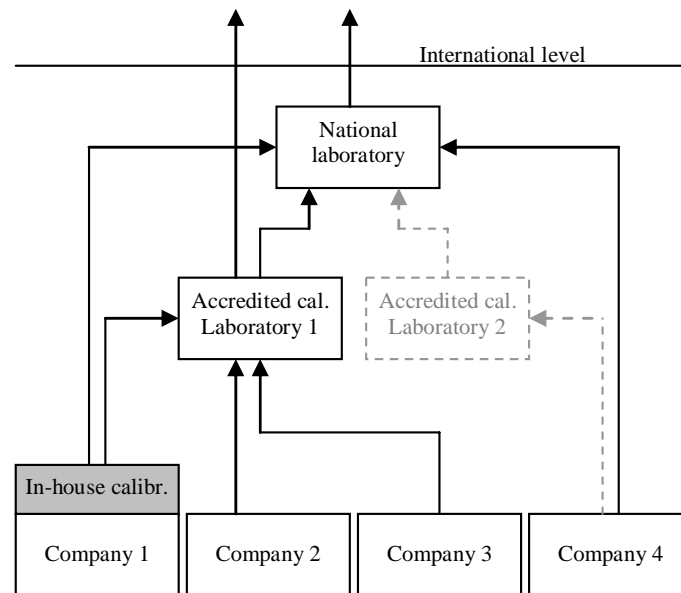 International level
National
laboratory
Accredited cal.
Laboratory 1
Accredited cal.
Laboratory 2
In-house calibr.
Company 1
Company 2
Company 3
Company 4